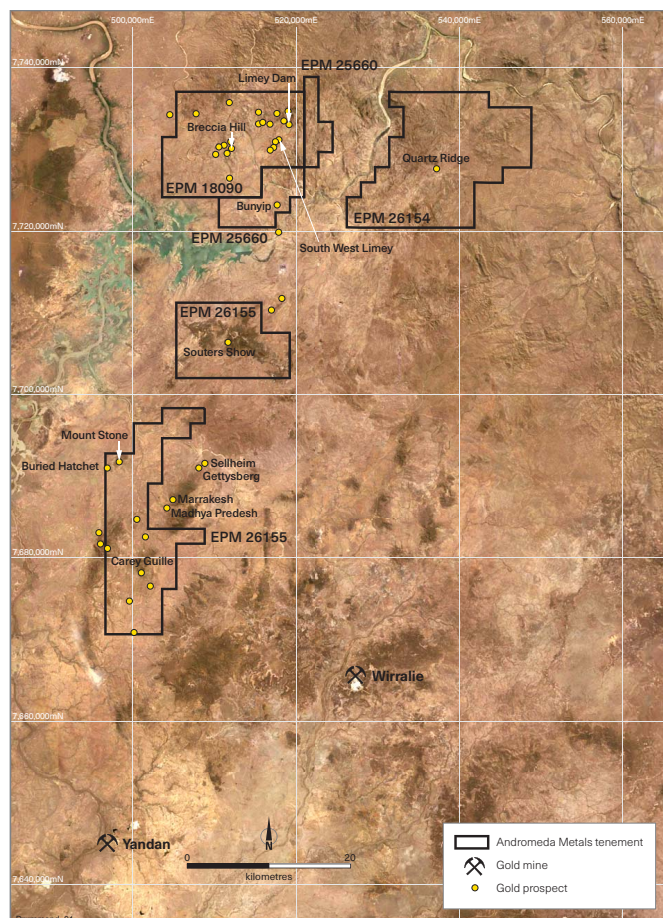 500,000mE
520,000mE
540,000mE
560,000mE
7,740,000mN
EPM 25660
Limey Dam
Breccia Hill
Quartz Ridge
EPM 18090
Bunyip
EPM 26154
7,720,000mN
EPM 25660
South West Limey
EPM 26155
Souters Show
7,700,000mN
Mount Stone
Buried Hatchet
Sellheim
Gettysberg
Marrakesh
Madhya Predesh
EPM 26155
7,680,000mN
Carey Guille
Wirralie
7,660,000mN
Yandan
N
0
20
kilometres
7,640,000mN
Andromeda Metals tenement
Gold mine
Gold prospect